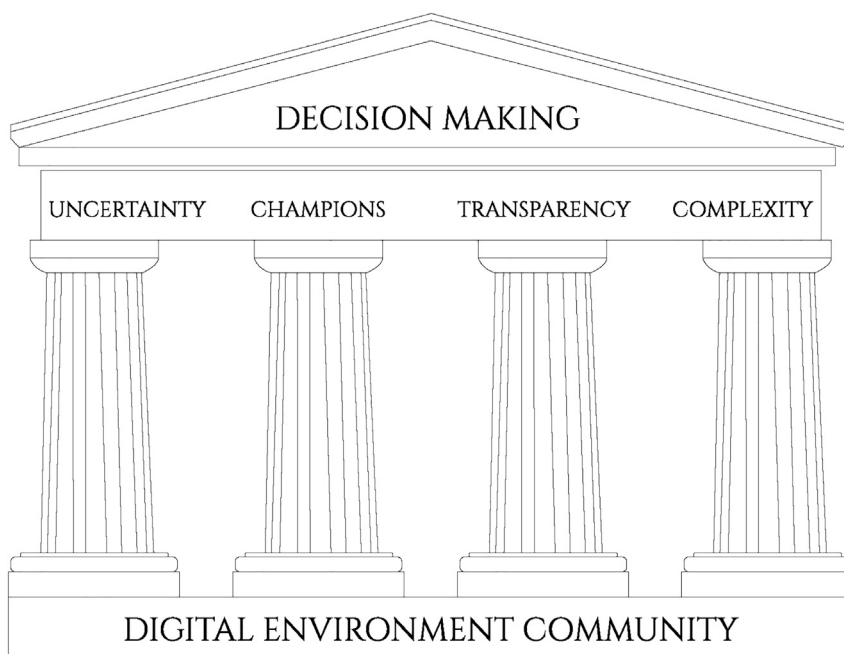 DECISION MAKING
UNCERTAINTY CHAMPIONS TRANSPARENCY COMPLEXITY
DIGITAL ENVIRONMENT COMMUNITY